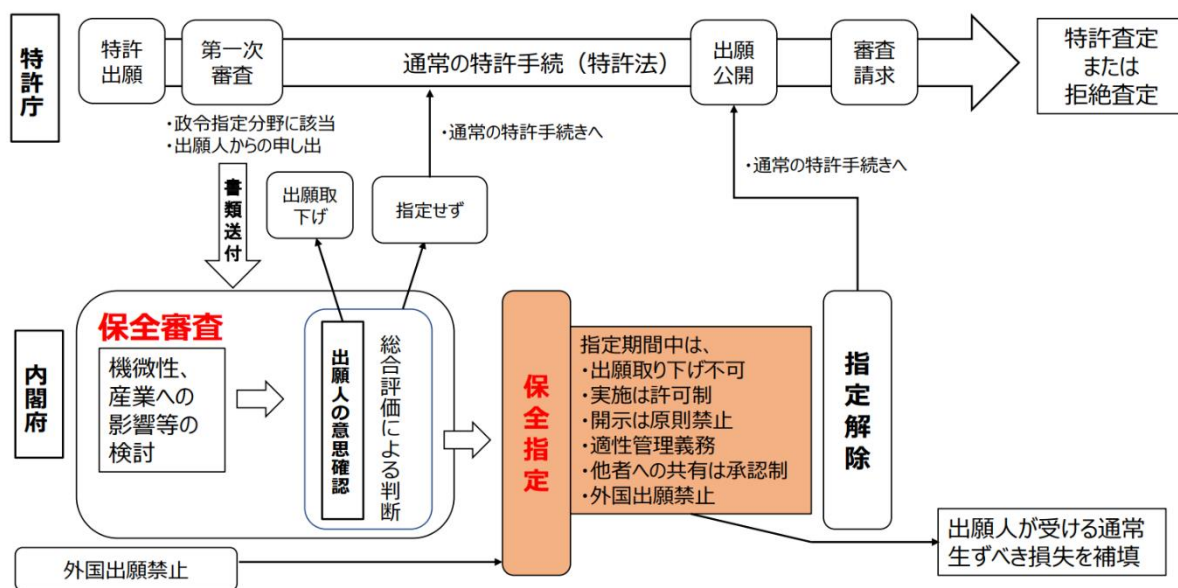 特許庁
特許
出願
第一次
審査
通常の特許手続（特許法）
出願
公開
審査
請求
特許査定
または
拒絶査定
・政令指定分野に該当
・出願人からの申し出
・通常の特許手続きへ
・通常の特許手続きへ
書類送付
出願取
下げ
指定せず
内閣府
保全審査
機微性、
産業への
影響等の
検討
出願人の意思確認
総合評価による判断
保全指定
指定期間中は、
・出願取り下げ不可
・実施は許可制
・開示は原則禁止
・適性管理義務
・他者への共有は承認制
・外国出願禁止
指定解除
外国出願禁止
出願人が受ける通常
生ずべき損失を補填